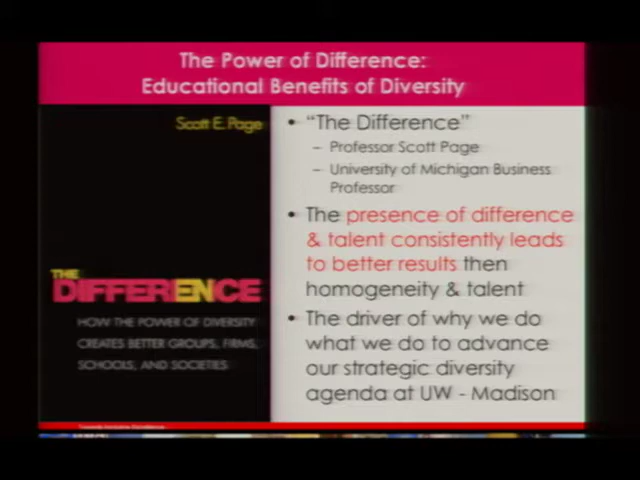 The Power of Difference:
Educational Benefits of Diversity
Scott E. Page
THE
DIFFERENCE
HOW THE POWER OF DIVERSITY
CREATES BETTER GROUPS, FIRMS,
SCHOOLS, AND SOCIETIES
• "The Difference"
– Professor Scott Page
– University of Michigan Business
Professor
• The presence of difference
& talent consistently leads
to better results then
homogeneity & talent
• The driver of why we do
what we do to advance
our strategic diversity
agenda at UW - Madison